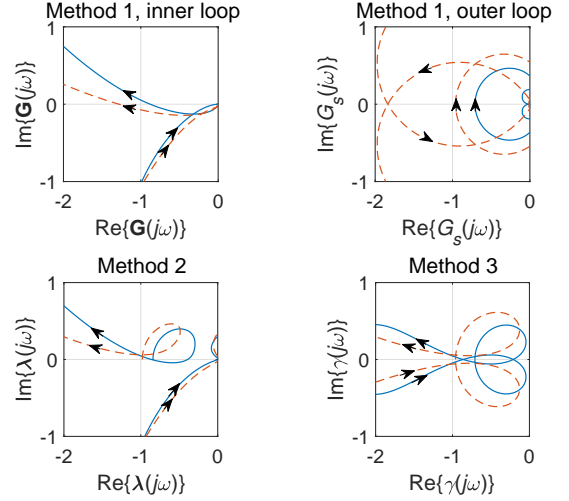 Method 1, inner loop
Method 1, outer loop
Im{G(jω)}
1
0
-1
-2
-1
0
Re{G(jω)}
Im{G_s(jω)}
1
0
-1
-2
-1
0
Re{G_s(jω)}
Method 2
Method 3
Im{λ(jω)}
1
0
-1
-2
-1
0
Re{λ(jω)}
Im{γ(jω)}
1
0
-1
-2
-1
0
Re{γ(jω)}